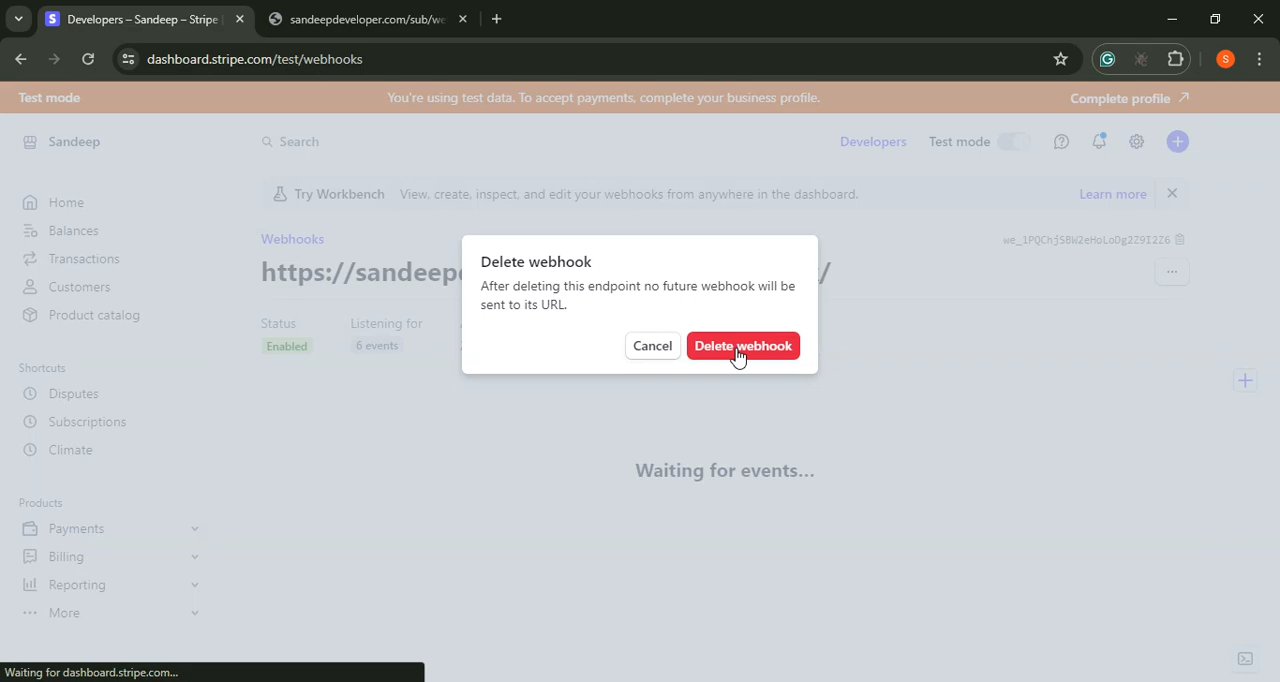 Developers – Sandeep – Stripe
sandeepdeveloper.com/sub/we
dashboard.stripe.com/test/webhooks
S
Test mode
You're using test data. To accept payments, complete your business profile.
Complete profile
Sandeep
Search
Developers
Test mode
Try Workbench View, create, inspect, and edit your webhooks from anywhere in the dashboard.
Learn more
Home
Balances
Transactions
Customers
Product catalog
Shortcuts
Disputes
Subscriptions
Climate
Products
Payments
Billing
Reporting
More
Webhooks
we_1PQChjSBW2eHoLoDg2Z9I2Z6
https://sandeep
/
Status
Listening for
Enabled
6 events
Delete webhook
After deleting this endpoint no future webhook will be
sent to its URL.
Cancel
Delete webhook
Waiting for events...
Waiting for dashboard.stripe.com...